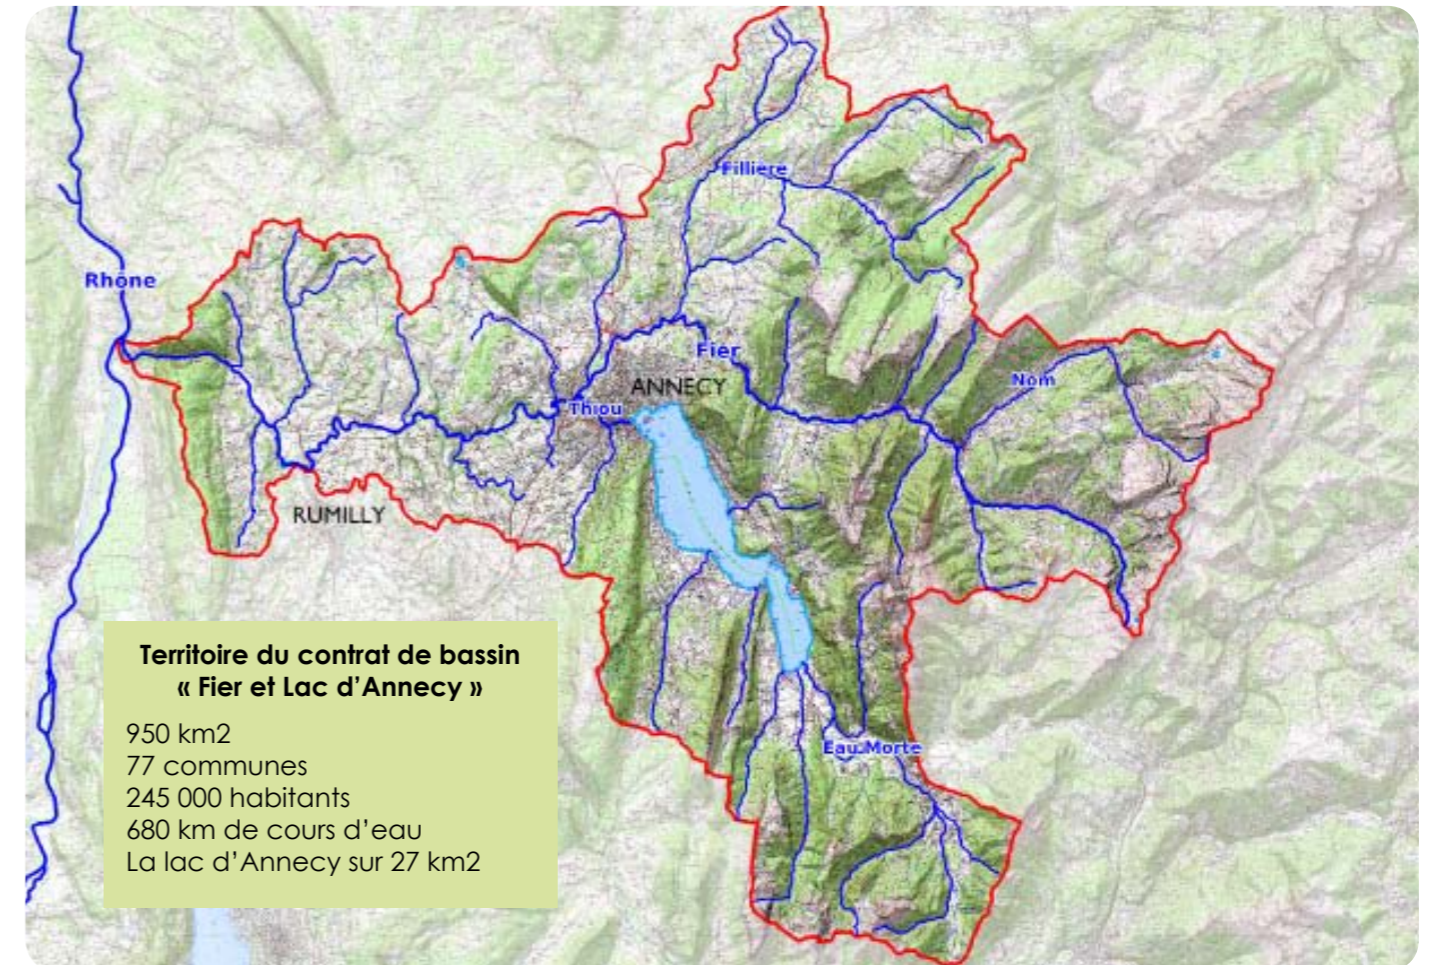 Fillière
Rhône
Fier
ANNECY
Nom
Thiou
RUMILLY
Territoire du contrat de bassin
« Fier et Lac d’Annecy »
950 km2
77 communes
245 000 habitants
680 km de cours d’eau
La lac d’Annecy sur 27 km2
Eau Morte